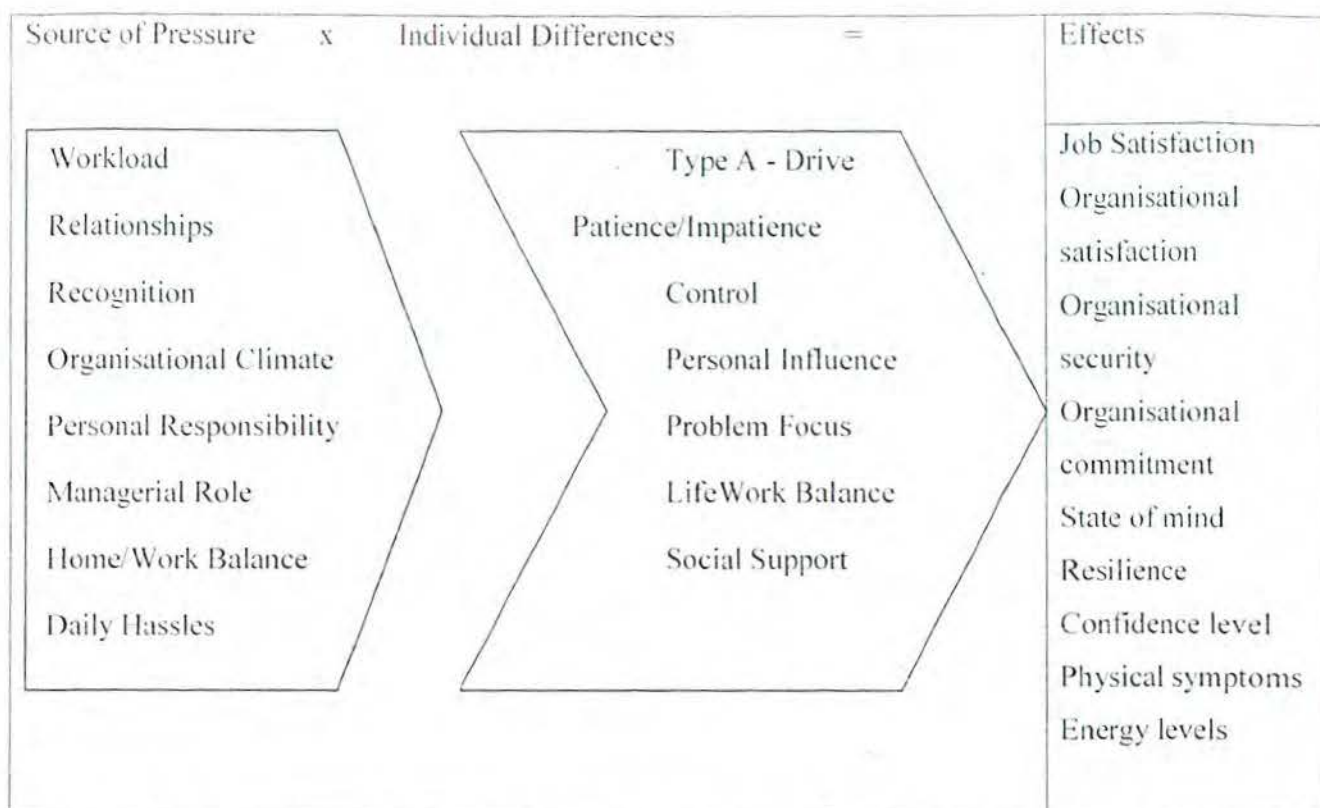 Source of Pressure x Individual Differences =
Effects
Workload
Relationships
Recognition
Organisational Climate
Personal Responsibility
Managerial Role
Home/Work Balance
Daily Hassles
Type A - Drive
Patience/Impatience
Control
Personal Influence
Problem Focus
LifeWork Balance
Social Support
Job Satisfaction
Organisational
satisfaction
Organisational
security
Organisational
commitment
State of mind
Resilience
Confidence level
Physical symptoms
Energy levels